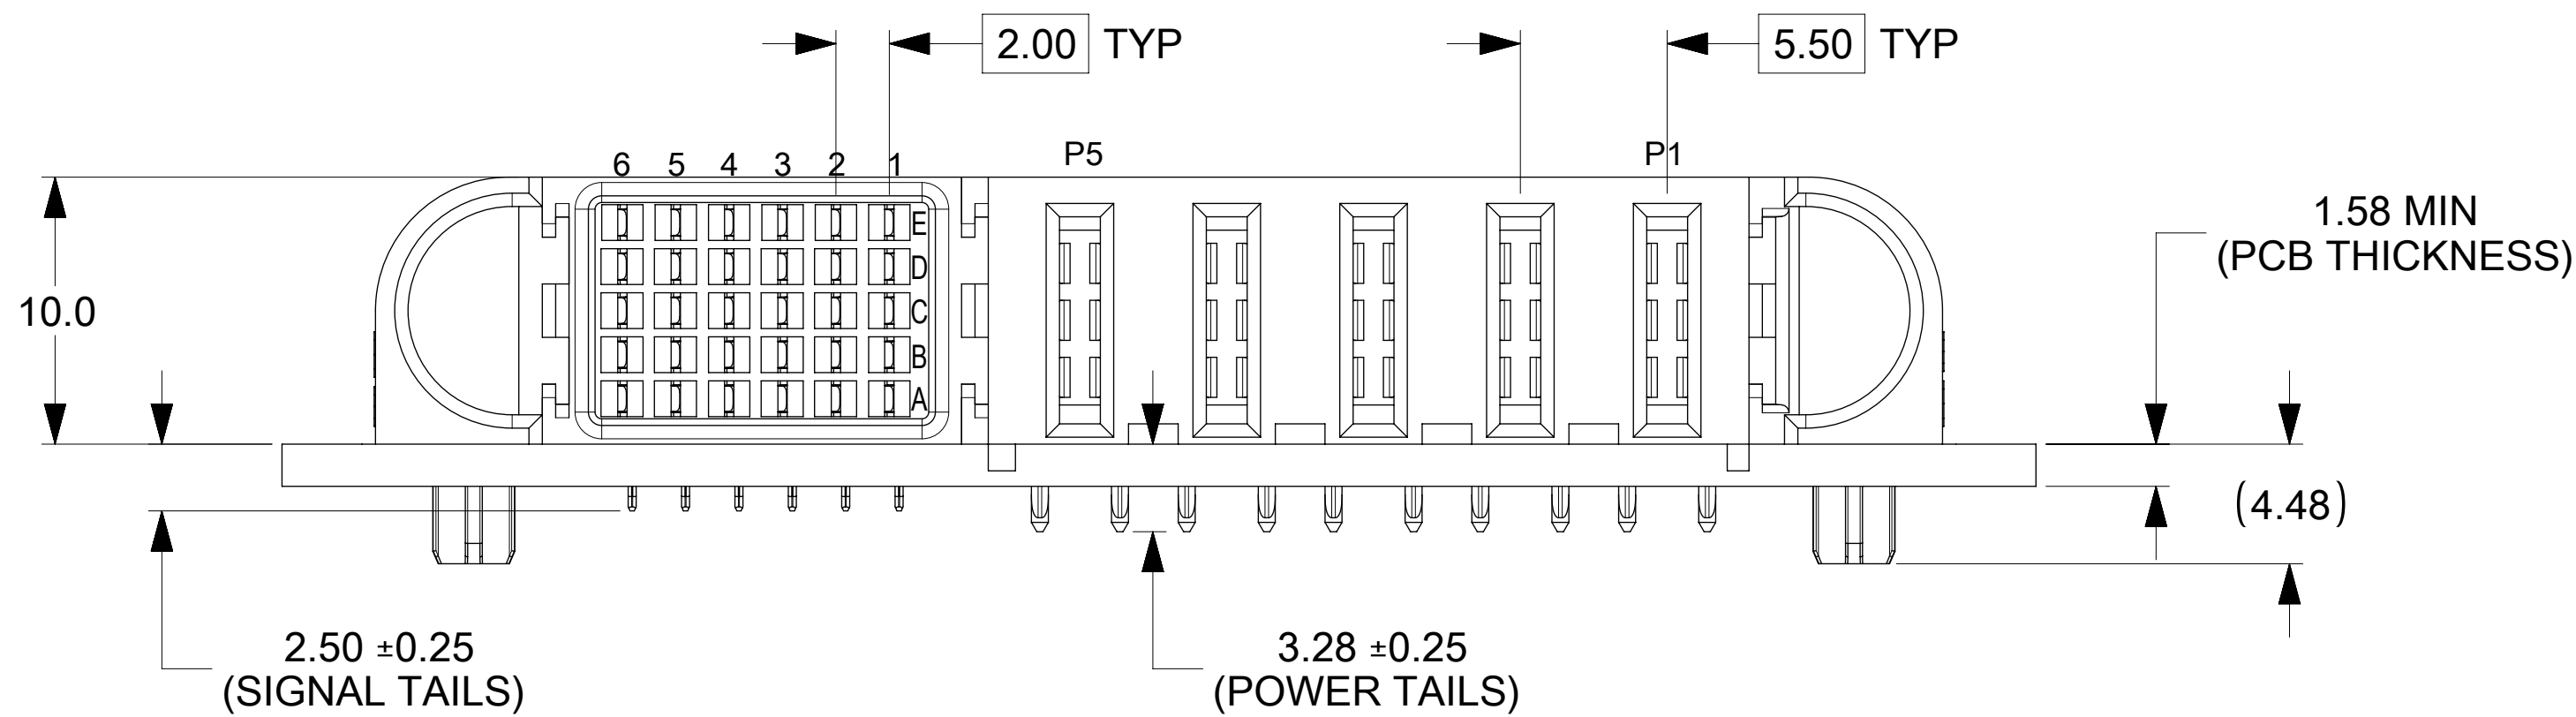 2.00 TYP
5.50 TYP
6 5 4 3 2 1
P5
P1
E
D
C
B
A
10.0
1.58 MIN
(PCB THICKNESS)
(4.48)
2.50 ±0.25
(SIGNAL TAILS)
3.28 ±0.25
(POWER TAILS)